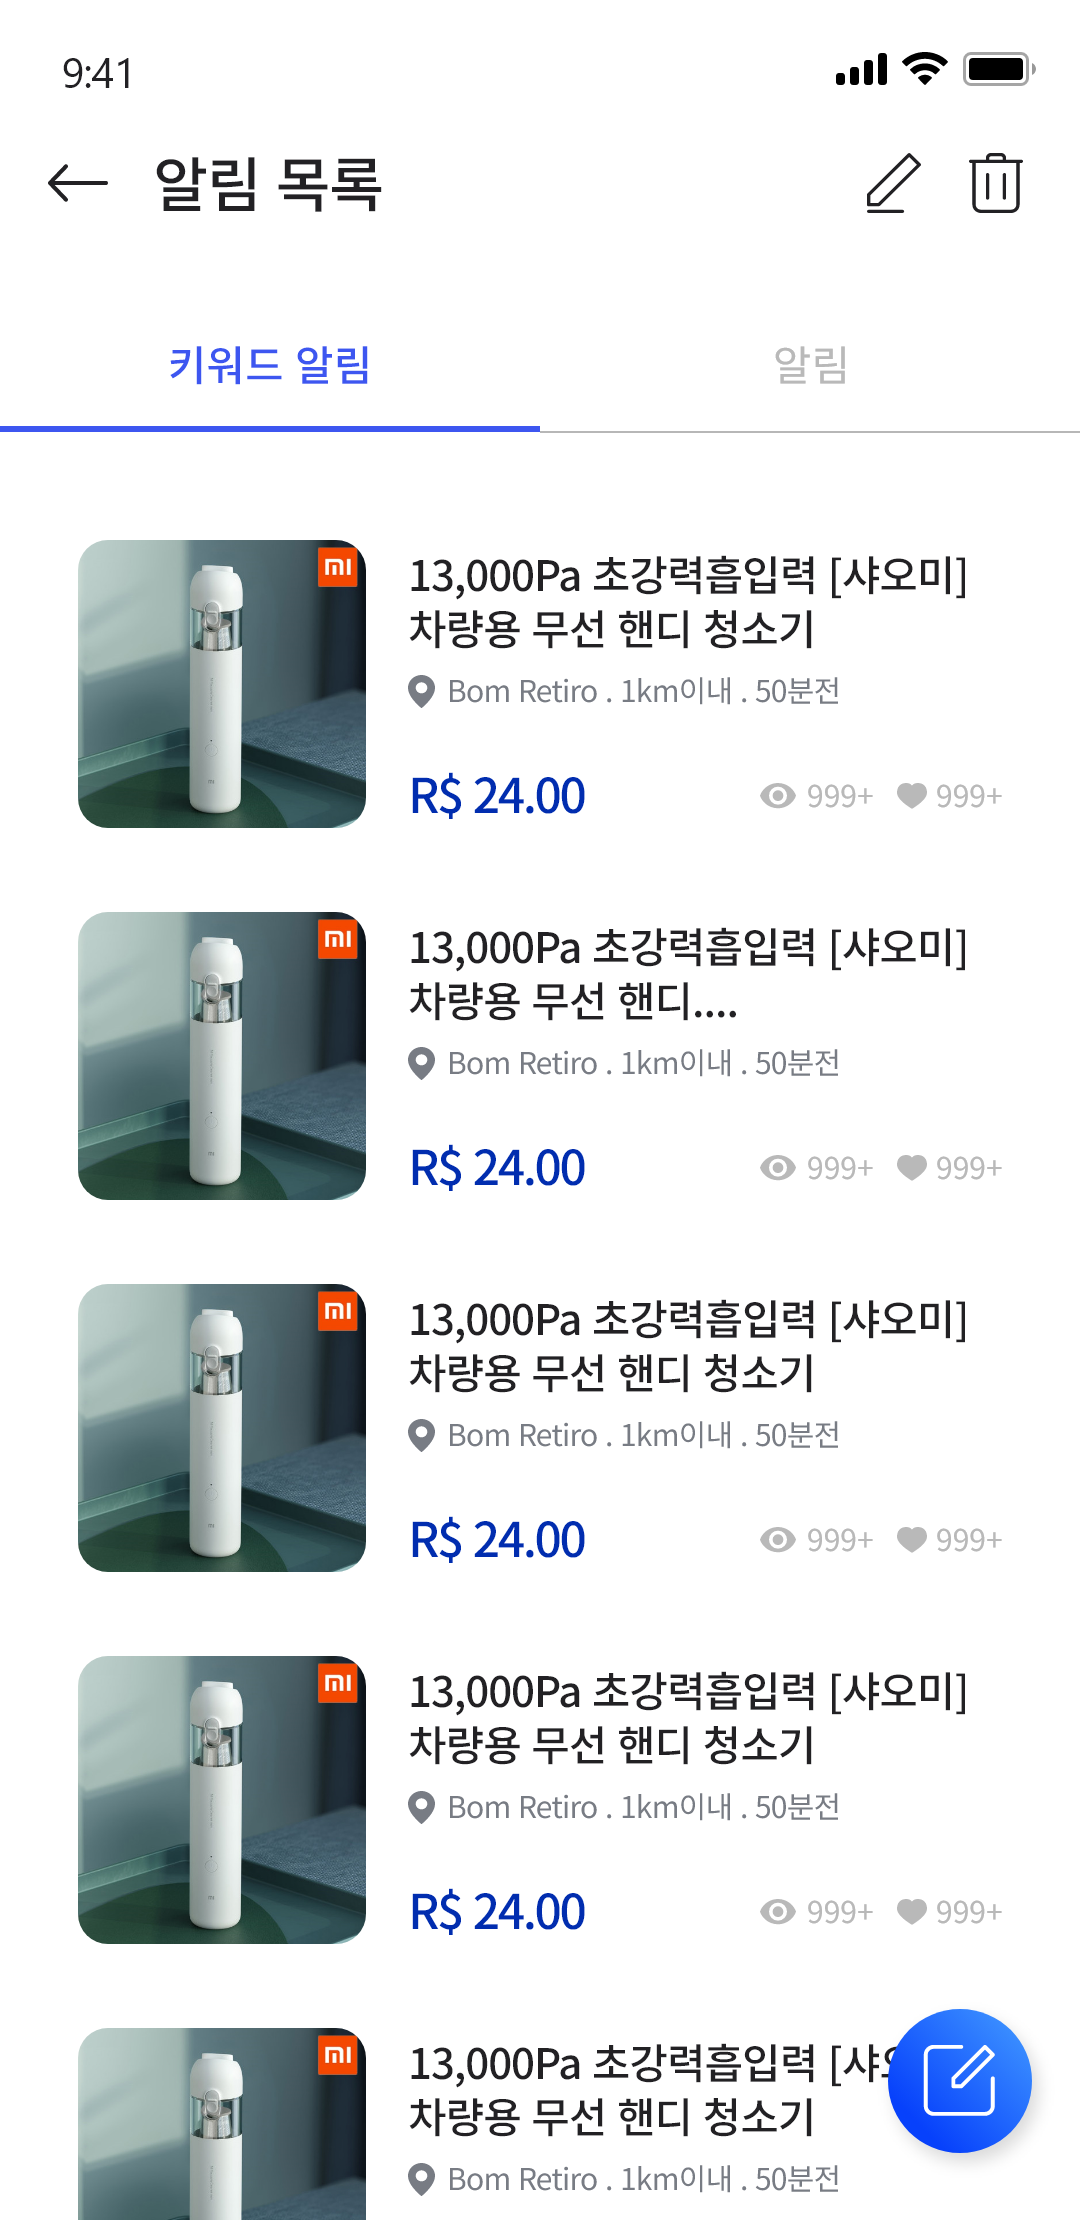 9:41
알림 목록
키워드 알림
알림
mi
13,000Pa 초강력흡입력 [샤오미]
차량용 무선 핸디 청소기
Bom Retiro . 1km이내 . 50분전
R$ 24.00
999+
999+
mi
13,000Pa 초강력흡입력 [샤오미]
차량용 무선 핸디....
Bom Retiro . 1km이내 . 50분전
R$ 24.00
999+
999+
mi
13,000Pa 초강력흡입력 [샤오미]
차량용 무선 핸디 청소기
Bom Retiro . 1km이내 . 50분전
R$ 24.00
999+
999+
mi
13,000Pa 초강력흡입력 [샤오미]
차량용 무선 핸디 청소기
Bom Retiro . 1km이내 . 50분전
R$ 24.00
999+
999+
mi
13,000Pa 초강력흡입력 [샤
차량용 무선 핸디 청소기
Bom Retiro . 1km이내 . 50분전